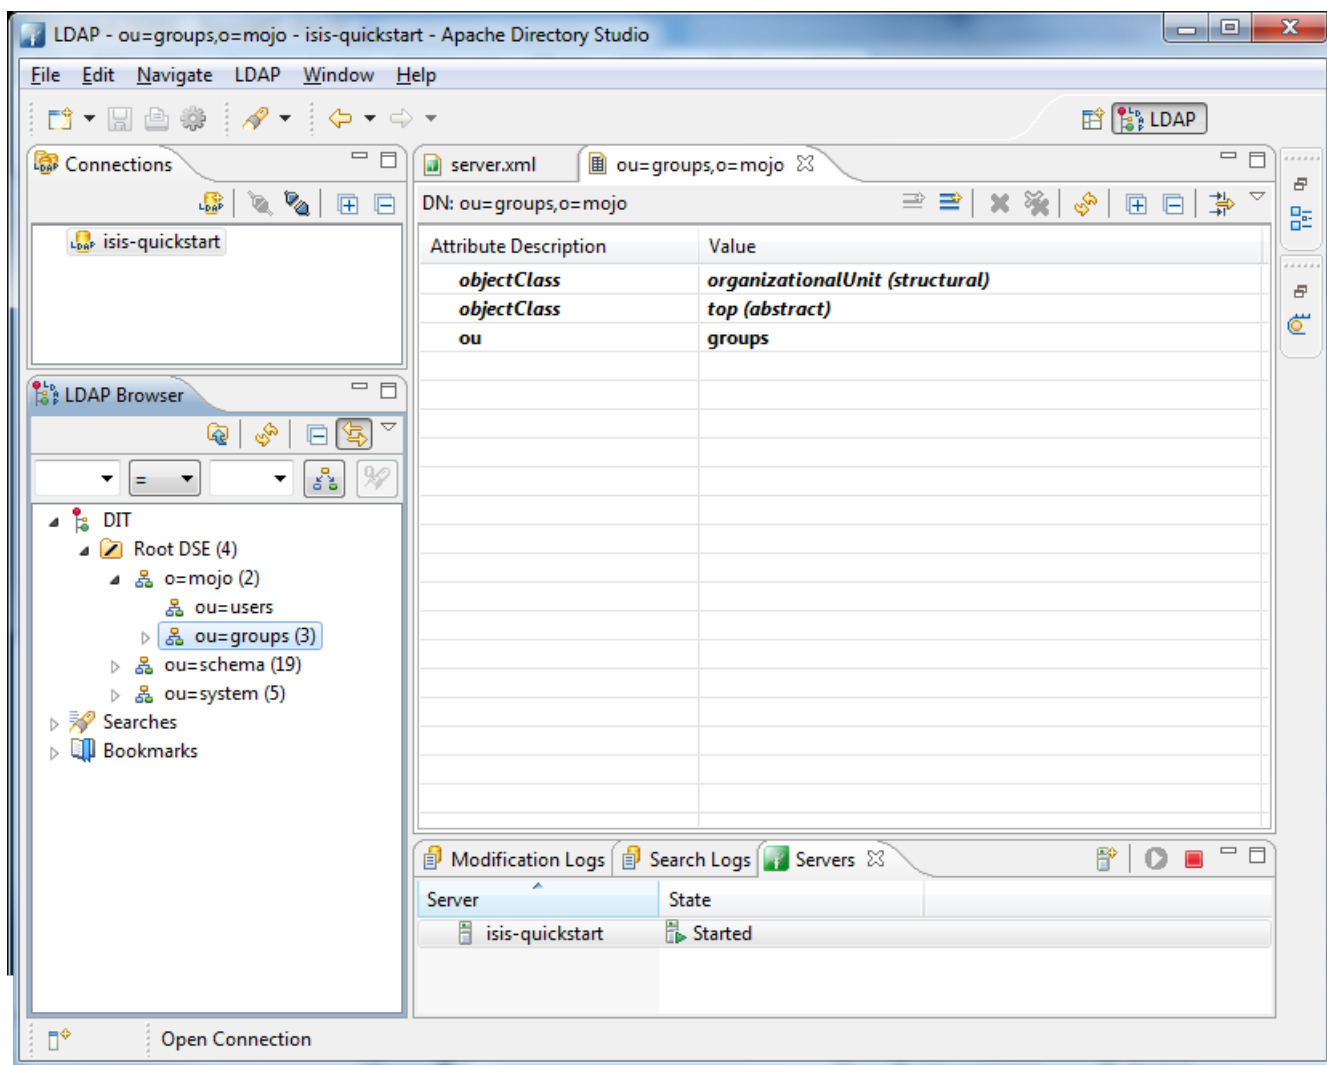 LDAP - ou=groups,o=mojo - isis-quickstart - Apache Directory Studio
File Edit Navigate LDAP Window Help
LDAP
Connections
isis-quickstart
server.xml
ou=groups,o=mojo
DN: ou=groups,o=mojo
Attribute Description Value
objectClass organizationalUnit (structural)
objectClass top (abstract)
ou groups
LDAP Browser
=
DIT
Root DSE (4)
o=mojo (2)
ou=users
ou=groups (3)
ou=schema (19)
ou=system (5)
Searches
Bookmarks
Modification Logs Search Logs Servers
Server State
isis-quickstart Started
Open Connection